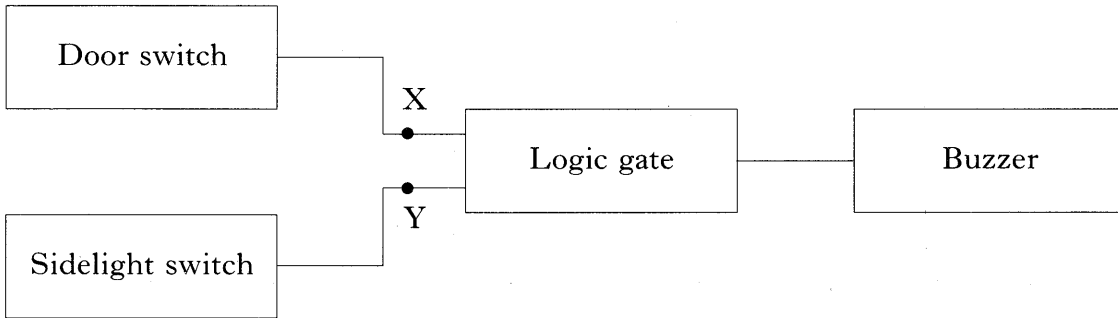 Door switch
X
Logic gate
Buzzer
Y
Sidelight switch